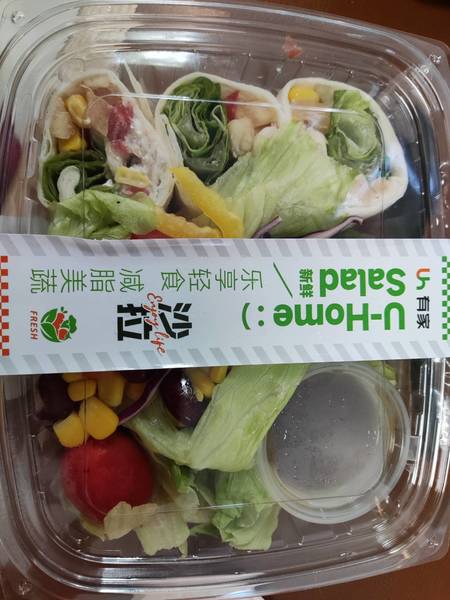 有家
U-Home:)
Salad
新鲜
乐享轻食 减脂美蔬
沙拉
Enjoy life
FRESH